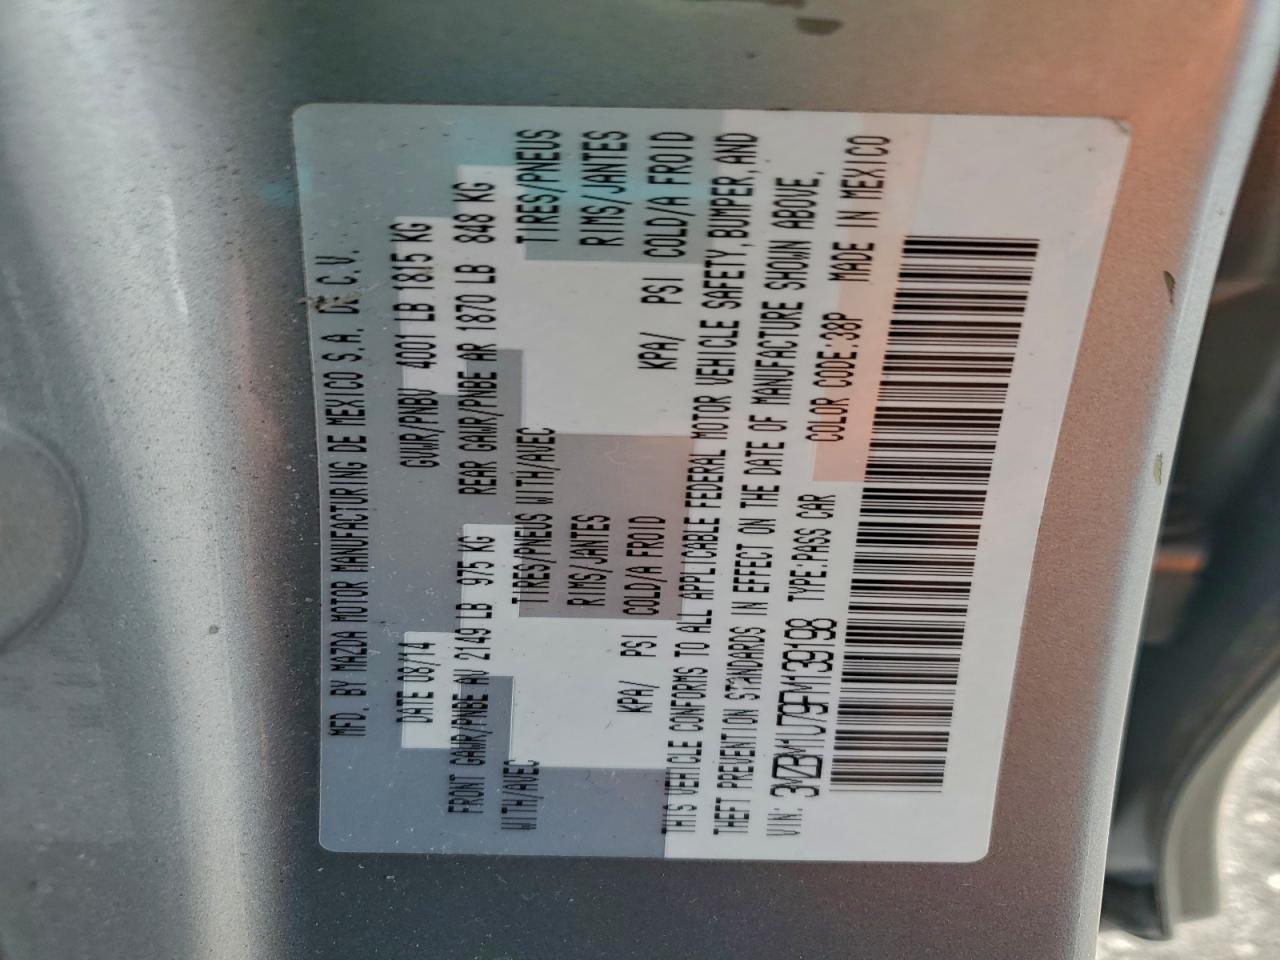 MFD. BY MAZDA MOTOR MANUFACTURING DE MEXICO S.A. DE C.V.
DATE 08/14 GVWR/PNBV 4001 LB 1815 KG
FRONT GAWR/PNBE AV 2149 LB 975 KG REAR GAWR/PNBE AR 1870 LB 848 KG
WITH/AVEC TIRES/PNEUS WITH/AVEC TIRES/PNEUS
RIMS/JANTES RIMS/JANTES
KPA/ PSI COLD/A FROID KPA/ PSI COLD/A FROID
THIS VEHICLE CONFORMS TO ALL APPLICABLE FEDERAL MOTOR VEHICLE SAFETY, BUMPER, AND
THEFT PREVENTION STANDARDS IN EFFECT ON THE DATE OF MANUFACTURE SHOWN ABOVE,
VIN: 3MZBM1U79FM139198 TYPE:PASS CAR COLOR CODE:38P MADE IN MEXICO